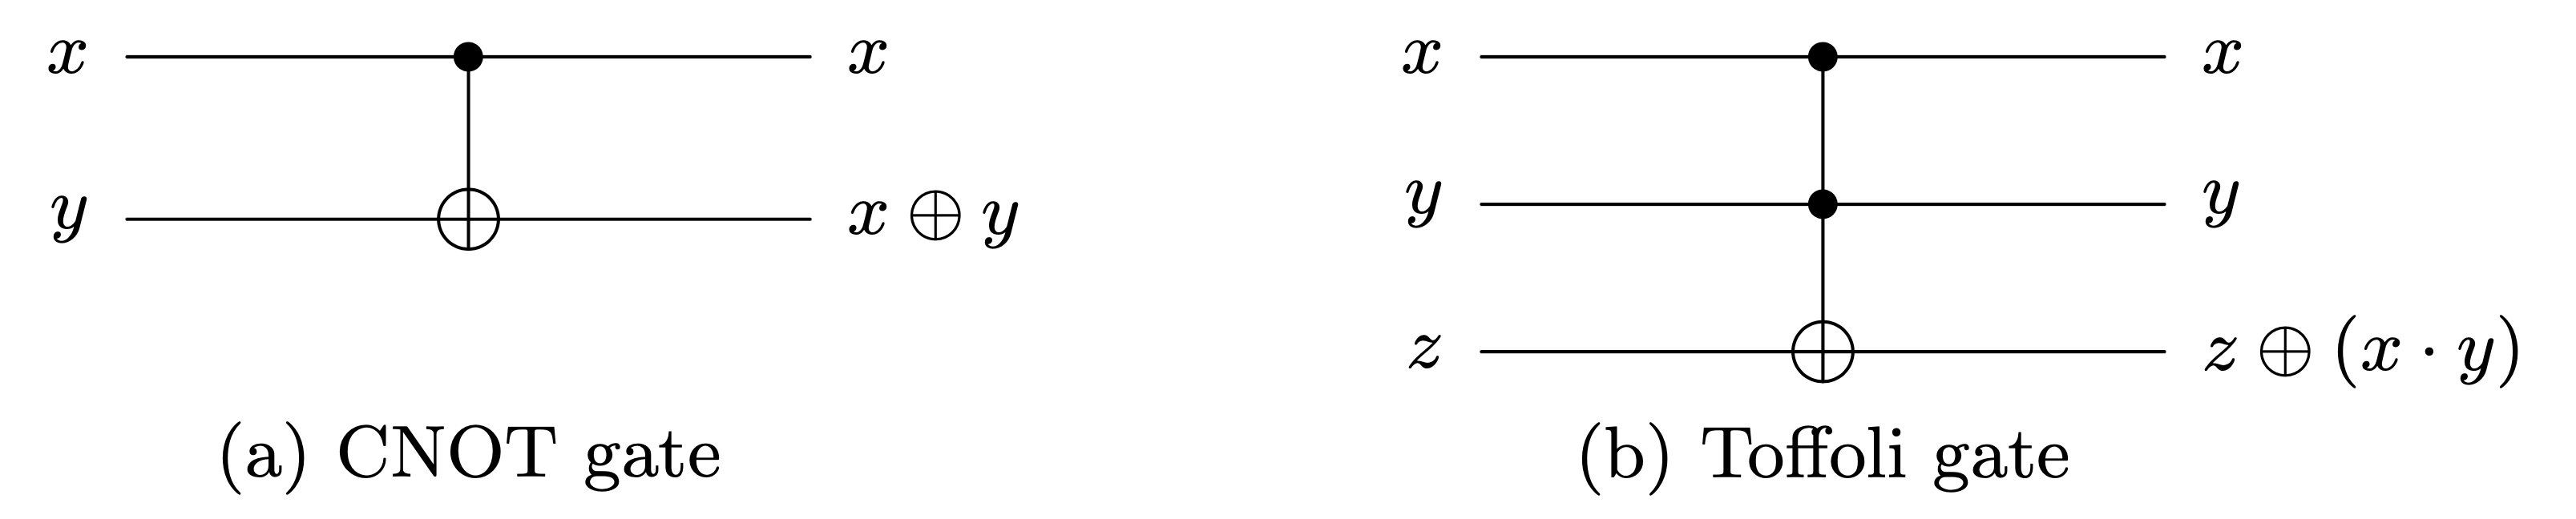 x x
y x ⊕ y
(a) CNOT gate
x x
y y
z z ⊕ (x · y)
(b) Toffoli gate